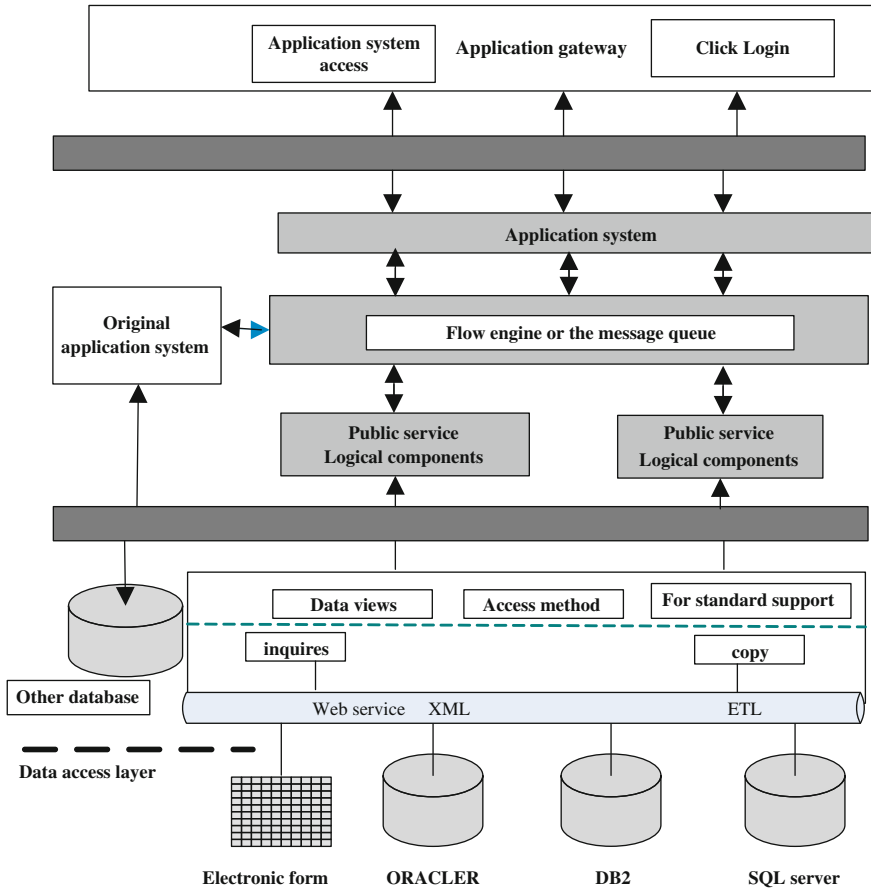 Application system
access
Application gateway
Click Login
Application system
Original
application system
Flow engine or the message queue
Public service
Logical components
Public service
Logical components
Data views
Access method
For standard support
inquires
copy
Other database
Web service XML ETL
Data access layer
Electronic form
ORACLER
DB2
SQL server